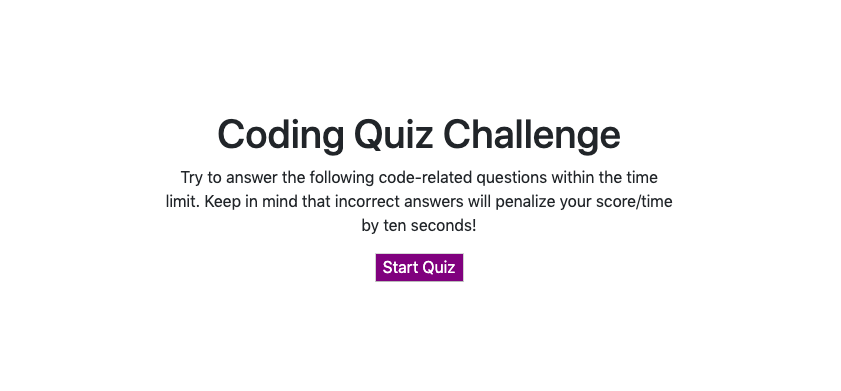 Coding Quiz Challenge
Try to answer the following code-related questions within the time
limit. Keep in mind that incorrect answers will penalize your score/time
by ten seconds!
Start Quiz